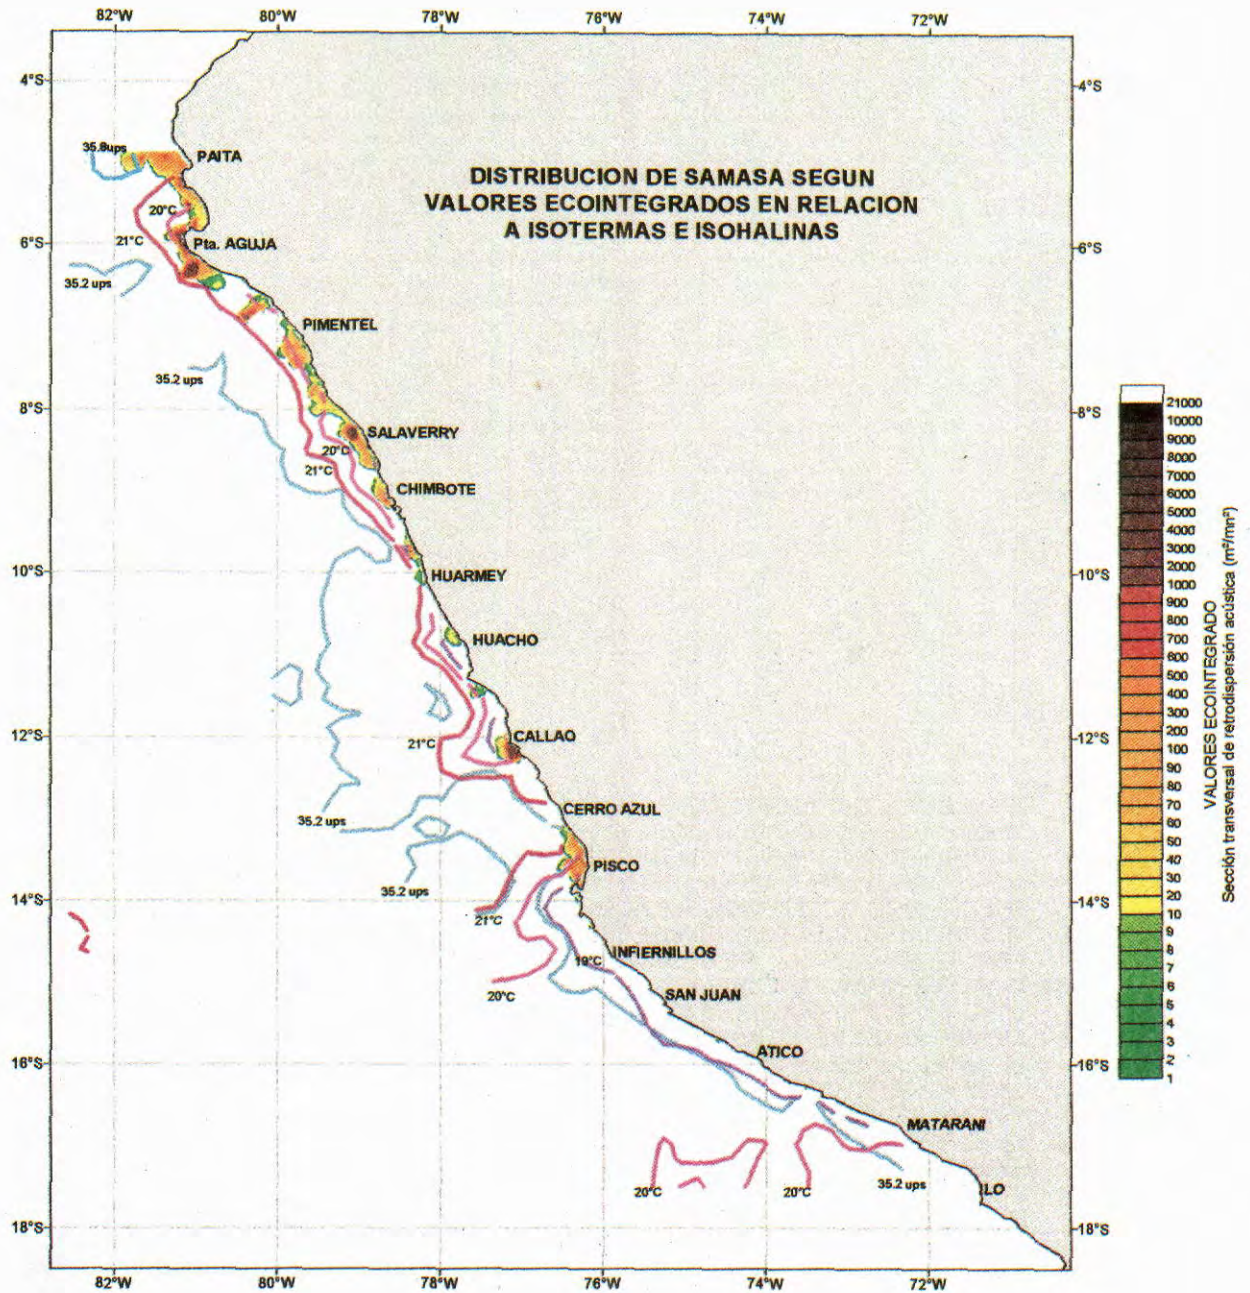 82°W 80°W 78°W 76°W 74°W 72°W
4°S 4°S
35.8ups PAITA
DISTRIBUCION DE SAMASA SEGUN
VALORES ECOINTEGRADOS EN RELACION
A ISOTERMAS E ISOHALINAS
20°C
21°C Pta. AGUJA
6°S 6°S
35.2 ups
PIMENTEL
35.2 ups
8°S 8°S
SALAVERRY
20°C
21°C
CHIMBOTE
10°S HUARMEY 10°S
HUACHO
12°S 21°C CALLAO 12°S
CERRO AZUL
35.2 ups
PISCO
35.2 ups
14°S 14°S
21°C
INFIERNILLOS
19°C
20°C SAN JUAN
ATICO
16°S 16°S
MATARANI
35.2 ups
20°C 20°C ILO
18°S 18°S
82°W 80°W 78°W 76°W 74°W 72°W
21000
10000
9000
8000
7000
6000
5000
4000
3000
2000
1000
900
800
700
600
500
400
300
200
100
90
80
70
60
50
40
30
20
10
9
8
7
6
5
4
3
2
1
VALORES ECOINTEGRADO
Sección transversal de retrodispersión acústica (m²/mn²)